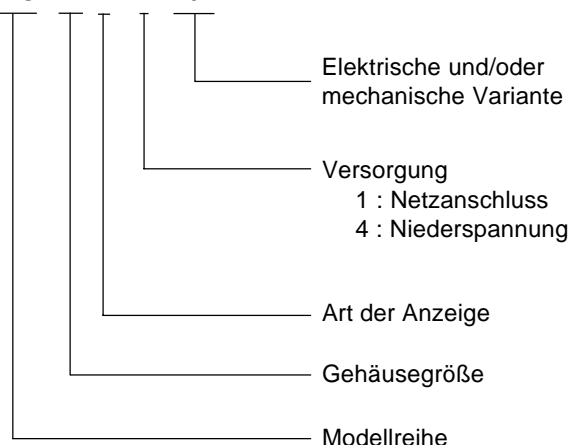 Elektrische und/oder
mechanische Variante
Versorgung
1 : Netzanschluss
4 : Niederspannung
Art der Anzeige
Gehäusegröße
Modellreihe